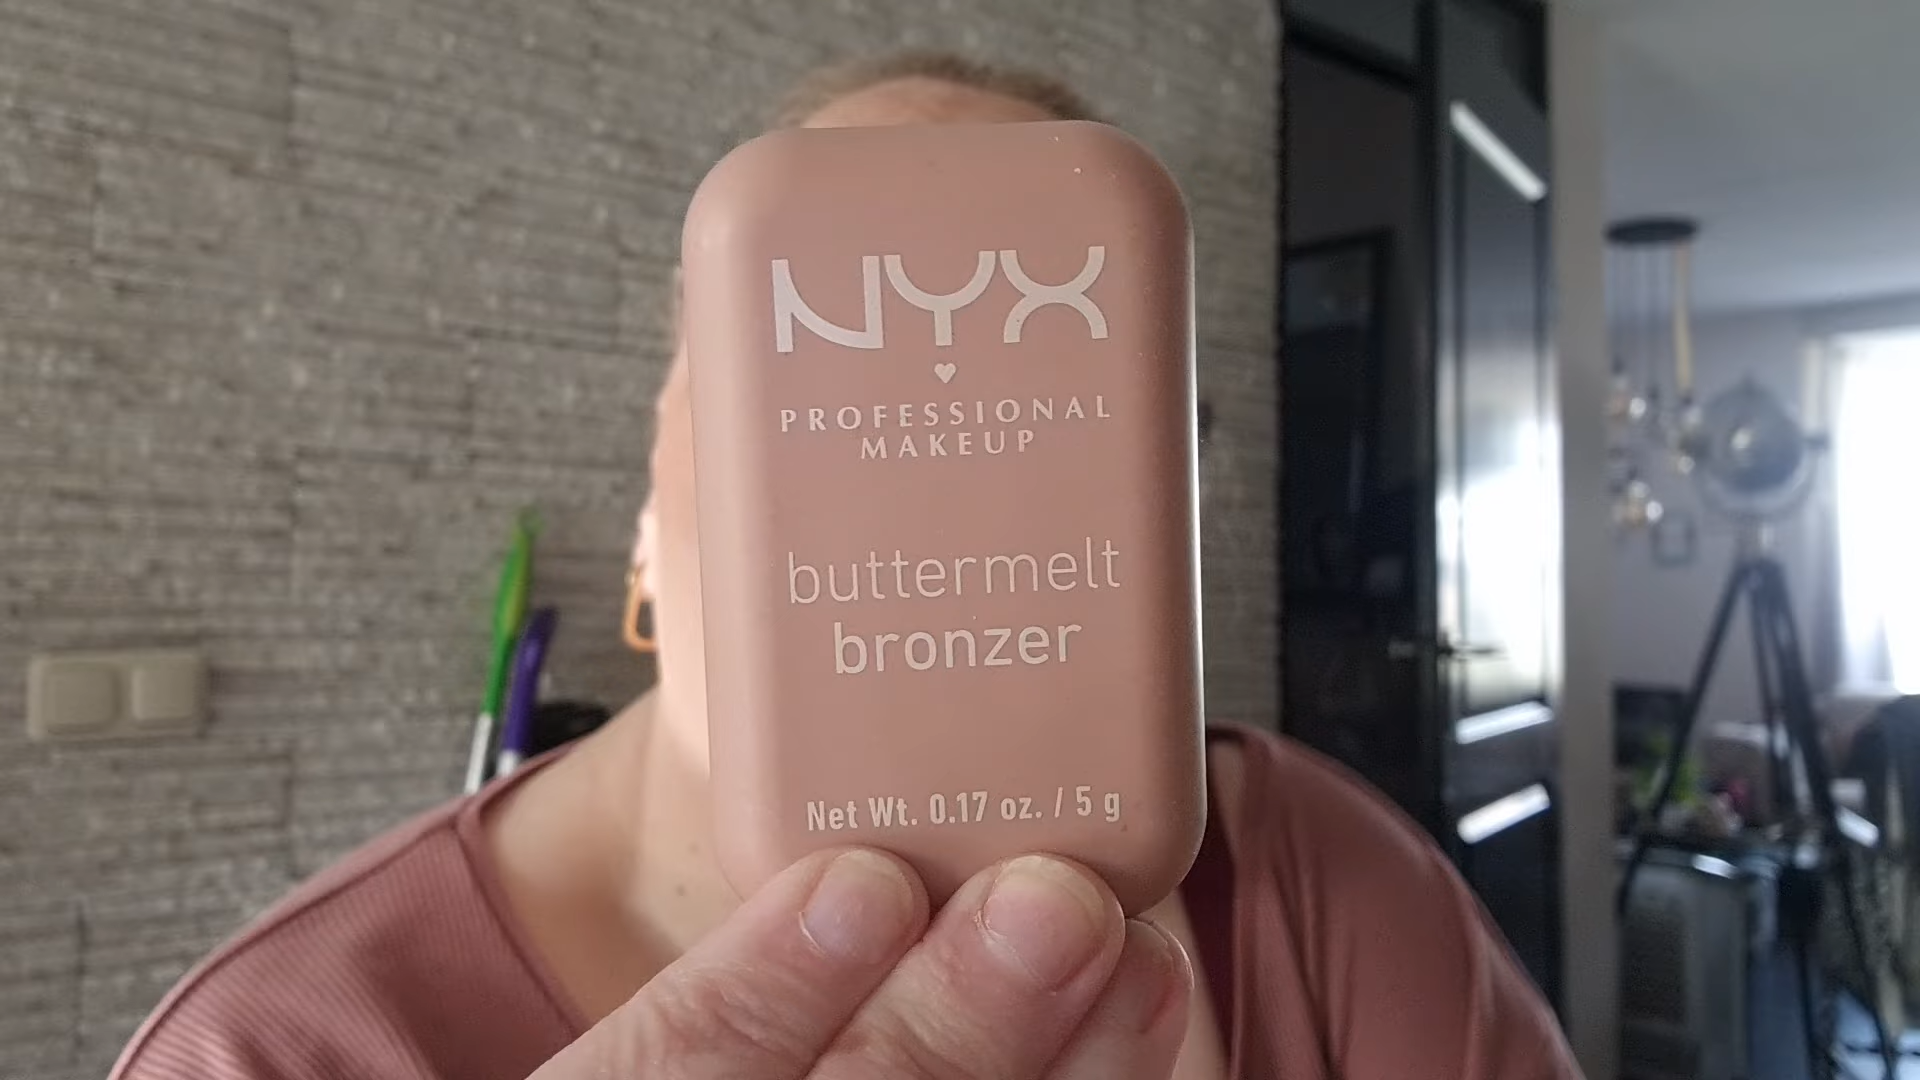 NYX
PROFESSIONAL
MAKEUP
buttermelt
bronzer
Net Wt. 0.17 oz. / 5 g